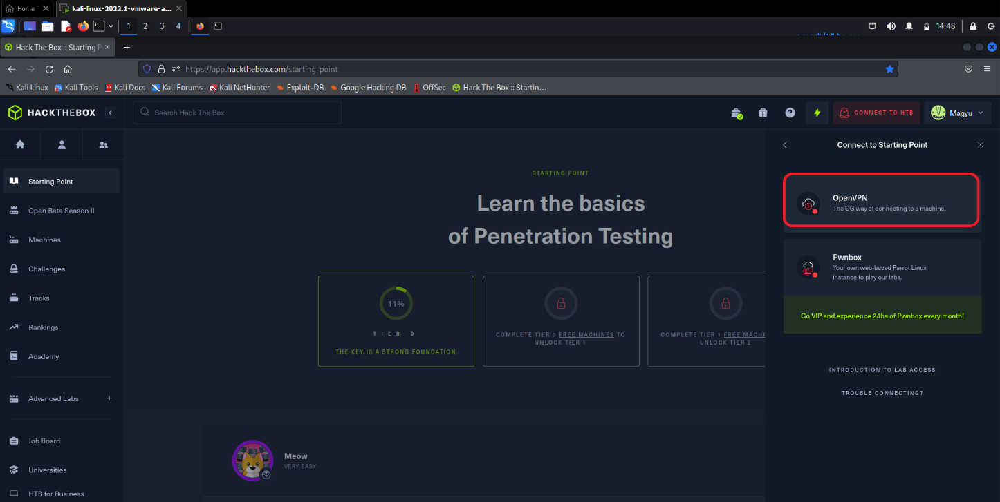 Home
kali-linux-2022.1-vmware-a...
1 2 3 4
14:48
Hack The Box :: Starting P
https://app.hackthebox.com/starting-point
Kali Linux
Kali Tools
Kali Docs
Kali Forums
Kali NetHunter
Exploit-DB
Google Hacking DB
OffSec
Hack The Box :: Startin…
HACKTHEBOX
Search Hack The Box
CONNECT TO HTB
Magyu
Starting Point
Open Beta Season II
Machines
Challenges
Tracks
Rankings
Academy
Advanced Labs
Job Board
Universities
HTB for Business
STARTING POINT
Learn the basics
of Penetration Testing
11%
TIER 0
THE KEY IS A STRONG FOUNDATION
COMPLETE TIER 0 FREE MACHINES TO
UNLOCK TIER 1
COMPLETE TIER 1 FREE MACHI
UNLOCK TIER 2
Meow
VERY EASY
Connect to Starting Point
OpenVPN
The OG way of connecting to a machine.
Pwnbox
Your own web-based Parrot Linux
instance to play our labs.
Go VIP and experience 24hs of Pwnbox every month!
INTRODUCTION TO LAB ACCESS
TROUBLE CONNECTING?